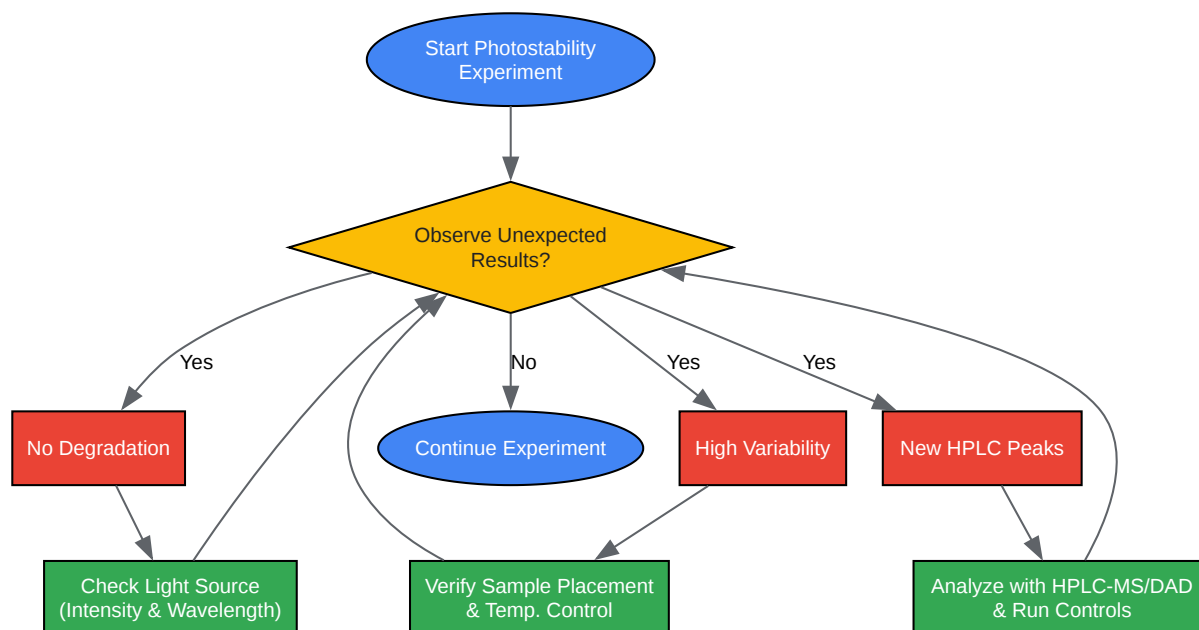 Start Photostability
Experiment
Observe Unexpected
Results?
Yes
No
Yes
Yes
No Degradation
Continue Experiment
High Variability
New HPLC Peaks
Check Light Source
(Intensity & Wavelength)
Verify Sample Placement
& Temp. Control
Analyze with HPLC-MS/DAD
& Run Controls